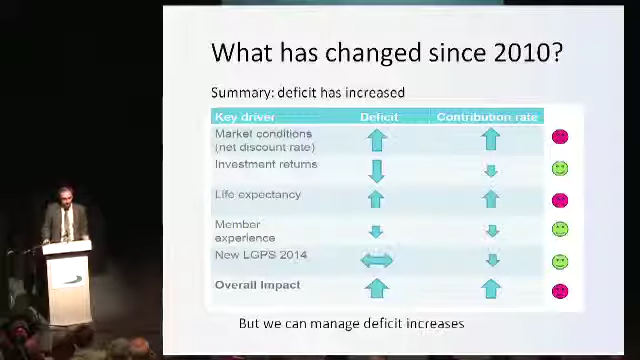 What has changed since 2010?
Summary: deficit has increased
Key driver Deficit Contribution rate
Market conditions
(net discount rate)
Investment returns
Life expectancy
Member
experience
New LGPS 2014
Overall Impact
But we can manage deficit increases